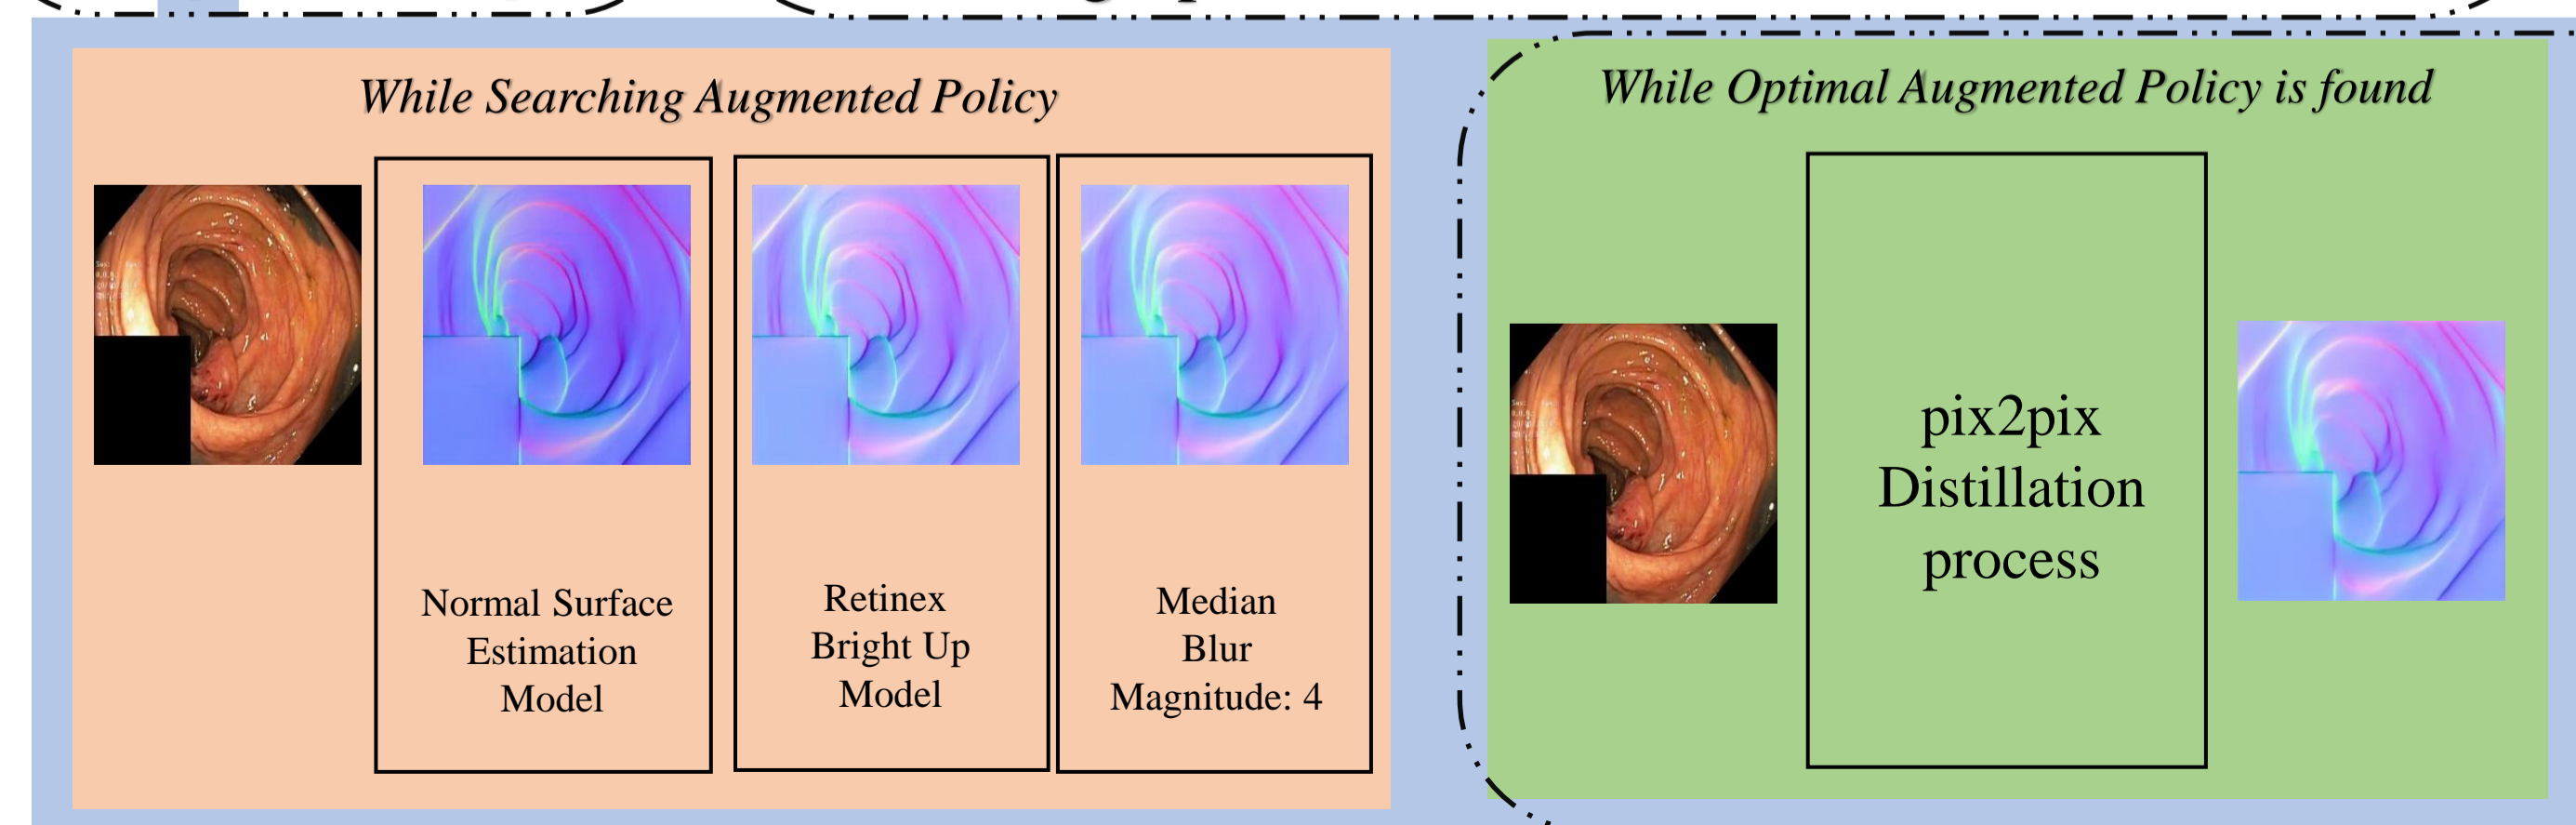 While Searching Augmented Policy
Normal Surface
Estimation
Model
Retinex
Bright Up
Model
Median
Blur
Magnitude: 4
While Optimal Augmented Policy is found
pix2pix
Distillation
process